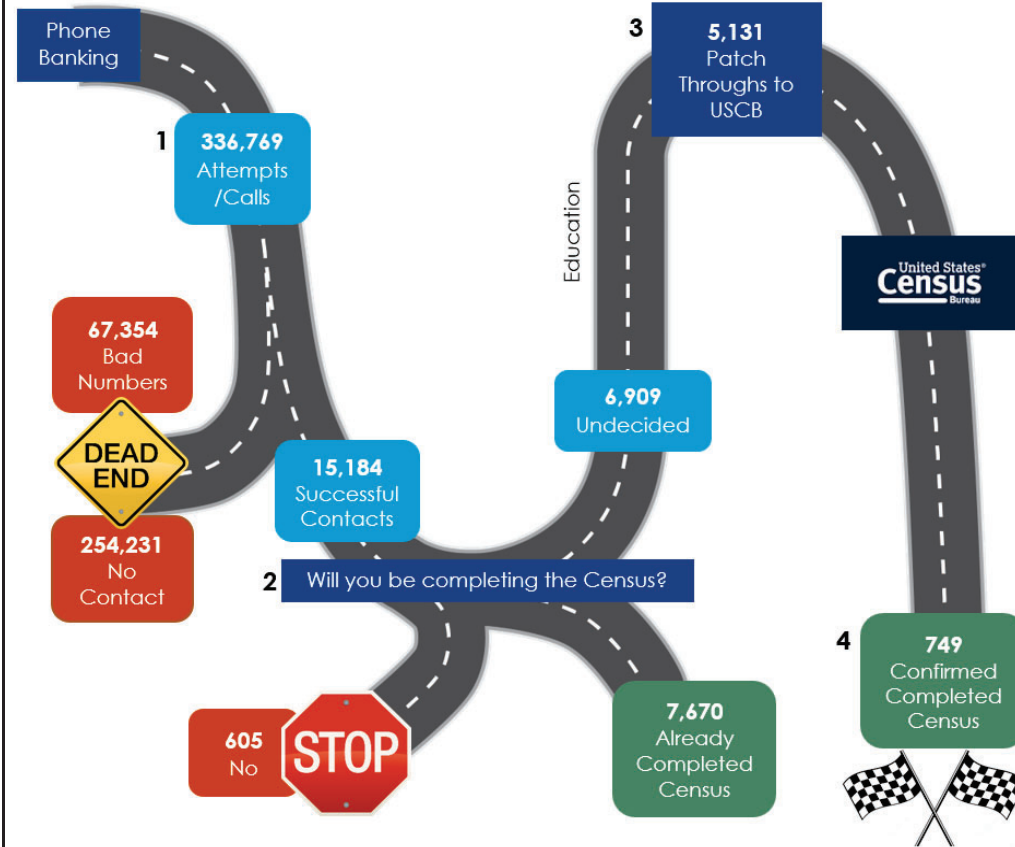 Phone
Banking
1
336,769
Attempts
/Calls
67,354
Bad
Numbers
DEAD
END
254,231
No
Contact
15,184
Successful
Contacts
2
Will you be completing the Census?
605
No
STOP
7,670
Already
Completed
Census
6,909
Undecided
Education
3
5,131
Patch
Throughs to
USCB
United States®
Census
Bureau
4
749
Confirmed
Completed
Census